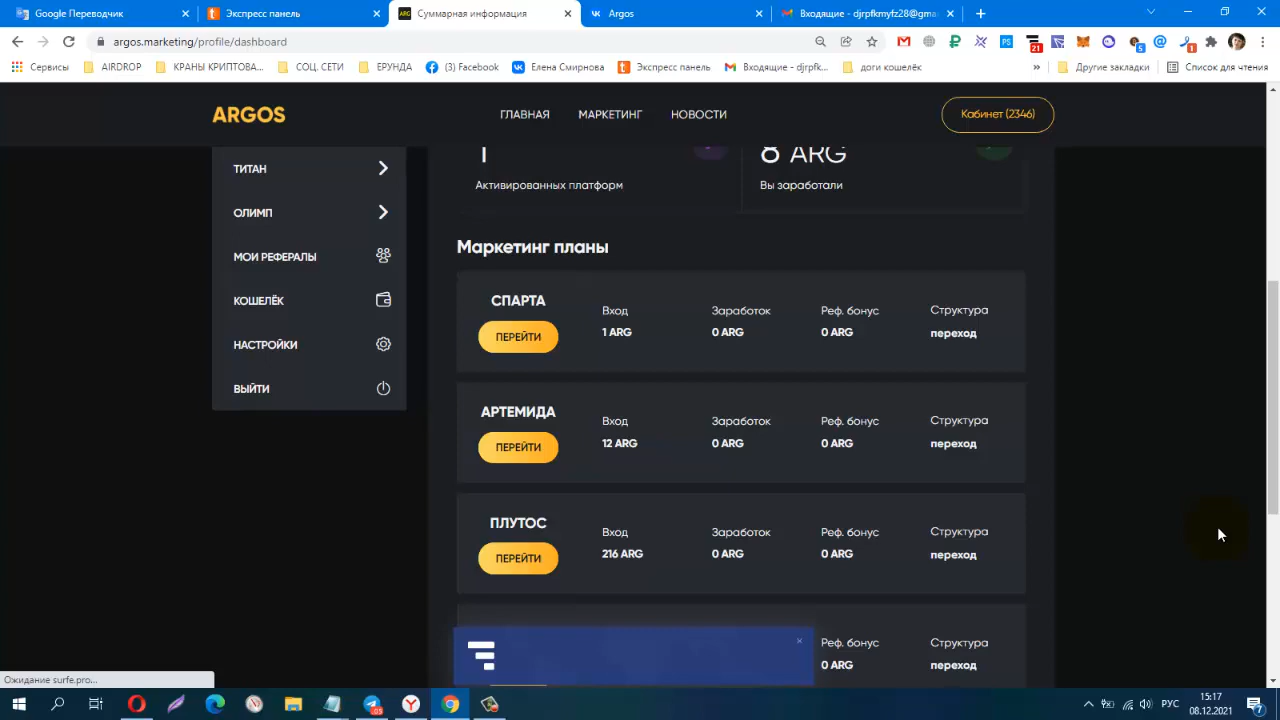 Google Переводчик
Экспресс панель
Суммарная информация
Argos
Входящие - djrpfkmyfz28@gma
argos.marketing/profile/dashboard
21
5
1
Сервисы
AIRDROP
КРАНЫ КРИПТОВА...
СОЦ. СЕТИ
ЕРУНДА
(3) Facebook
Елена Смирнова
Экспресс панель
Входящие - djrpfk...
доги кошелёк
»
Другие закладки
Список для чтения
ARGOS
ГЛАВНАЯ
МАРКЕТИНГ
НОВОСТИ
Кабинет (2346)
ТИТАН
ОЛИМП
МОИ РЕФЕРАЛЫ
КОШЕЛЁК
НАСТРОЙКИ
ВЫЙТИ
1
Активированных платформ
8 ARG
Вы заработали
Маркетинг планы
СПАРТА
ПЕРЕЙТИ
Вход
1 ARG
Заработок
0 ARG
Реф. бонус
0 ARG
Структура
переход
АРТЕМИДА
ПЕРЕЙТИ
Вход
12 ARG
Заработок
0 ARG
Реф. бонус
0 ARG
Структура
переход
ПЛУТОС
ПЕРЕЙТИ
Вход
216 ARG
Заработок
0 ARG
Реф. бонус
0 ARG
Структура
переход
Реф. бонус
0 ARG
Структура
переход
Ожидание surfe.pro...
РУС
15:17
08.12.2021